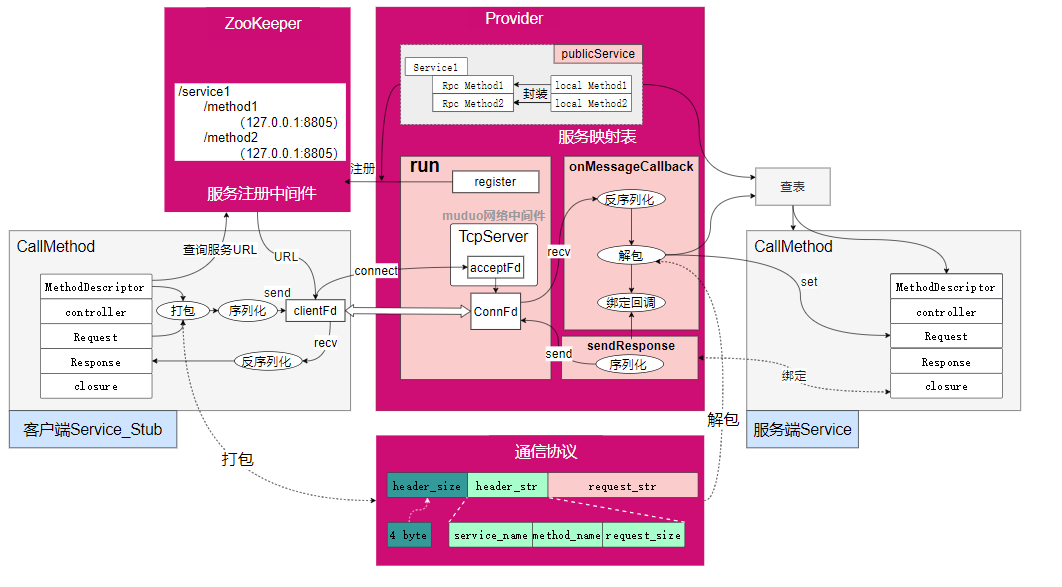 ZooKeeper
/service1
/method1
(127.0.0.1:8805)
/method2
(127.0.0.1:8805)
服务注册中间件
Provider
publicService
Service1
Rpc Method1
local Method1
封装
Rpc Method2
local Method2
服务映射表
注册
run
register
muduo网络中间件
TcpServer
acceptFd
ConnFd
onMessageCallback
反序列化
recv
解包
绑定回调
sendResponse
send
序列化
查表
CallMethod
查询服务URL
URL
connect
MethodDescriptor
controller
Request
Response
closure
打包
序列化
send
clientFd
recv
反序列化
客户端Service_Stub
CallMethod
set
MethodDescriptor
controller
Request
Response
closure
绑定
服务端Service
打包
解包
通信协议
header_size
header_str
request_str
4 byte
service_name
method_name
request_size